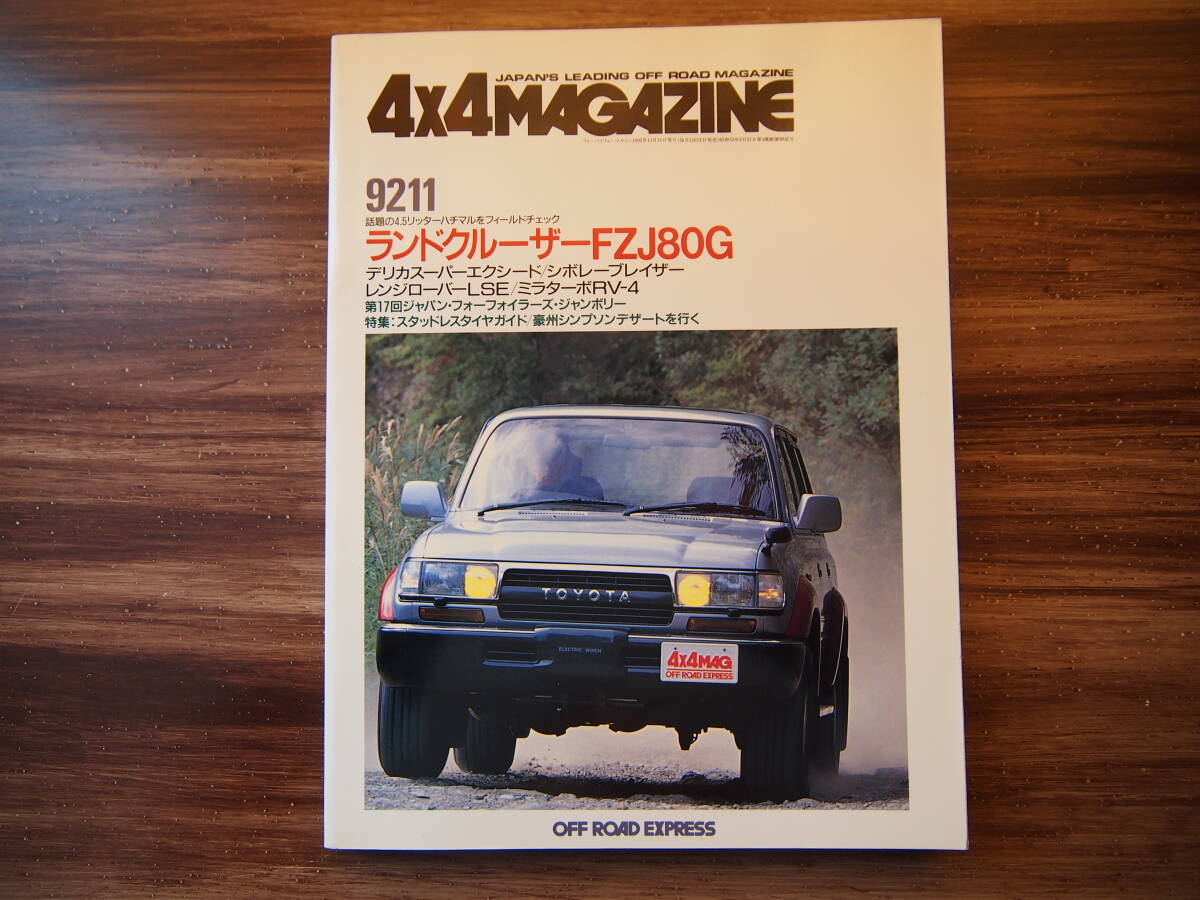 JAPAN'S LEADING OFF ROAD MAGAZINE
4x4MAGAZINE
9211
話題の4.5リッターハチマルをフィールドチェック
ランドクルーザーFZJ80G
デリカスーパーエクシード/シボレーブレイザー
レンジローバーLSE/ミラターボRV-4
第17回ジャパン・フォーフォイラーズ・ジャンボリー
特集:スタッドレスタイヤガイド/豪州シンプソンデザートを行く
TOYOTA
ELECTRIC WINCH
4x4MAG
OFF ROAD EXPRESS
OFF ROAD EXPRESS